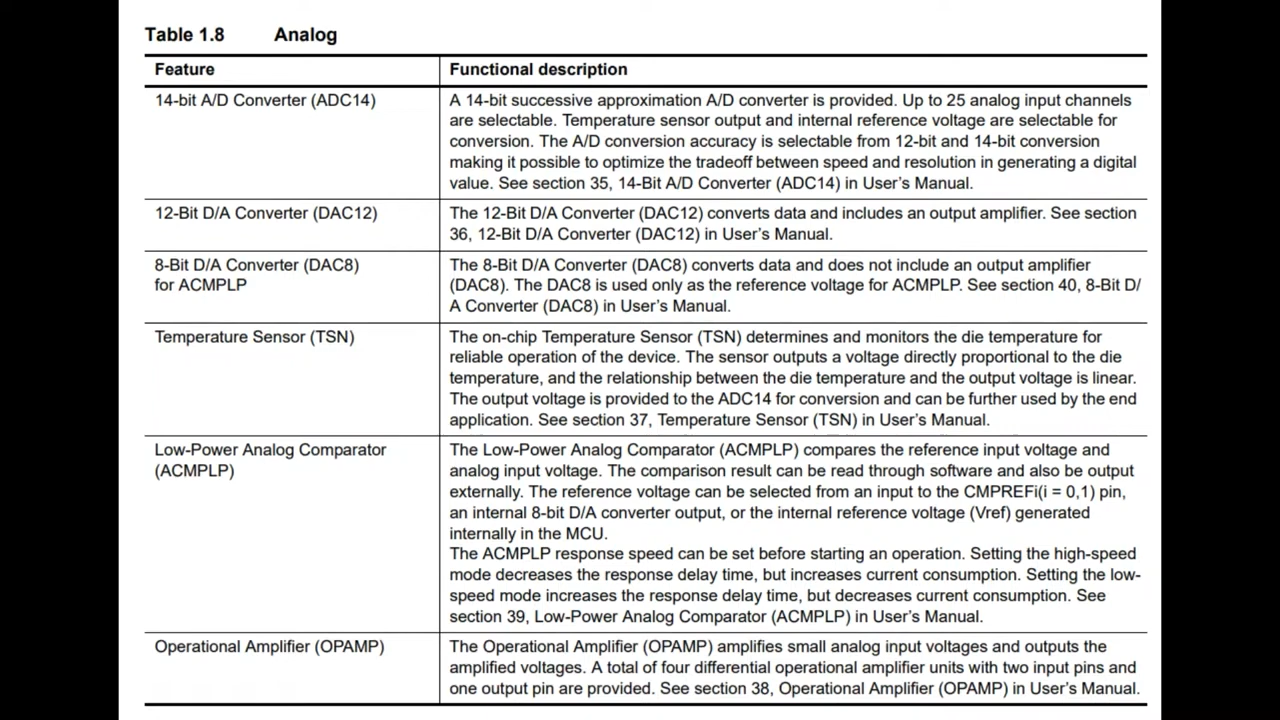 Table 1.8 Analog
Feature Functional description
14-bit A/D Converter (ADC14)
A 14-bit successive approximation A/D converter is provided. Up to 25 analog input channels
are selectable. Temperature sensor output and internal reference voltage are selectable for
conversion. The A/D conversion accuracy is selectable from 12-bit and 14-bit conversion
making it possible to optimize the tradeoff between speed and resolution in generating a digital
value. See section 35, 14-Bit A/D Converter (ADC14) in User's Manual.
12-Bit D/A Converter (DAC12)
The 12-Bit D/A Converter (DAC12) converts data and includes an output amplifier. See section
36, 12-Bit D/A Converter (DAC12) in User's Manual.
8-Bit D/A Converter (DAC8)
for ACMPLP
The 8-Bit D/A Converter (DAC8) converts data and does not include an output amplifier
(DAC8). The DAC8 is used only as the reference voltage for ACMPLP. See section 40, 8-Bit D/
A Converter (DAC8) in User's Manual.
Temperature Sensor (TSN)
The on-chip Temperature Sensor (TSN) determines and monitors the die temperature for
reliable operation of the device. The sensor outputs a voltage directly proportional to the die
temperature, and the relationship between the die temperature and the output voltage is linear.
The output voltage is provided to the ADC14 for conversion and can be further used by the end
application. See section 37, Temperature Sensor (TSN) in User's Manual.
Low-Power Analog Comparator
(ACMPLP)
The Low-Power Analog Comparator (ACMPLP) compares the reference input voltage and
analog input voltage. The comparison result can be read through software and also be output
externally. The reference voltage can be selected from an input to the CMPREFi(i = 0,1) pin,
an internal 8-bit D/A converter output, or the internal reference voltage (Vref) generated
internally in the MCU.
The ACMPLP response speed can be set before starting an operation. Setting the high-speed
mode decreases the response delay time, but increases current consumption. Setting the low-
speed mode increases the response delay time, but decreases current consumption. See
section 39, Low-Power Analog Comparator (ACMPLP) in User's Manual.
Operational Amplifier (OPAMP)
The Operational Amplifier (OPAMP) amplifies small analog input voltages and outputs the
amplified voltages. A total of four differential operational amplifier units with two input pins and
one output pin are provided. See section 38, Operational Amplifier (OPAMP) in User's Manual.